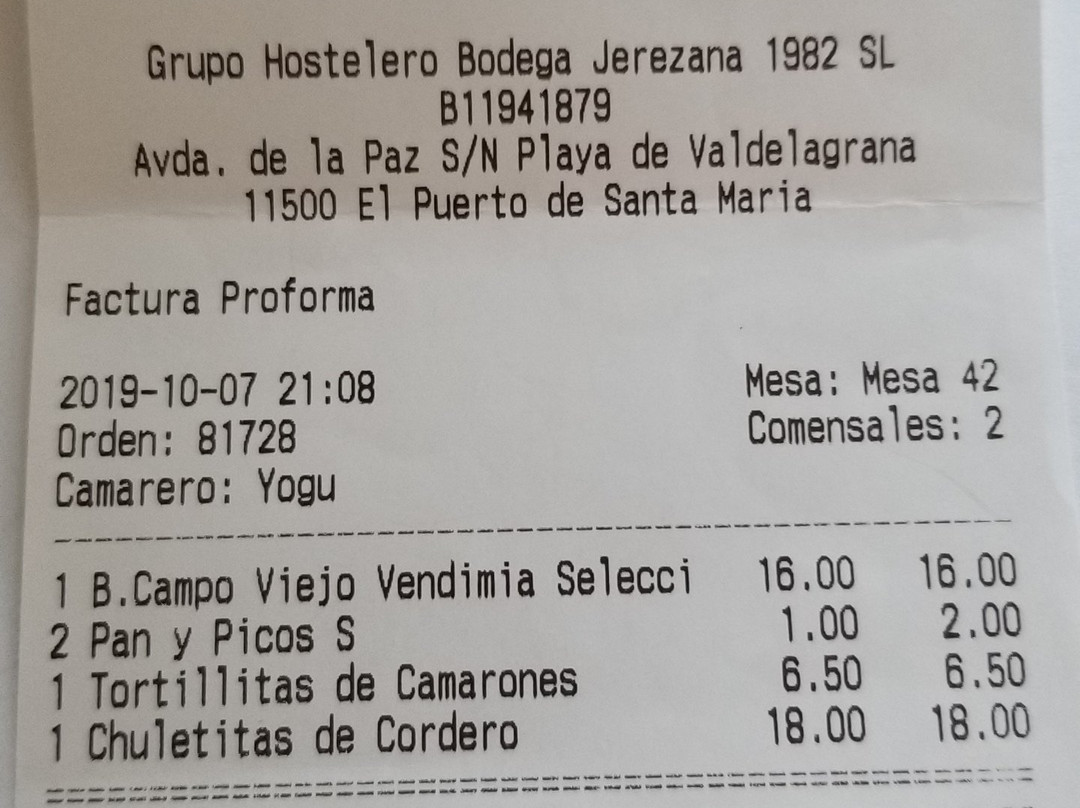 Grupo Hostelero Bodega Jerezana 1982 SL
B11941879
Avda. de la Paz S/N Playa de Valdelagrana
11500 El Puerto de Santa Maria
Factura Proforma
2019-10-07 21:08 Mesa: Mesa 42
Orden: 81728 Comensales: 2
Camarero: Yogu
1 B.Campo Viejo Vendimia Selecci 16.00 16.00
2 Pan y Picos S 1.00 2.00
1 Tortillitas de Camarones 6.50 6.50
1 Chuletitas de Cordero 18.00 18.00